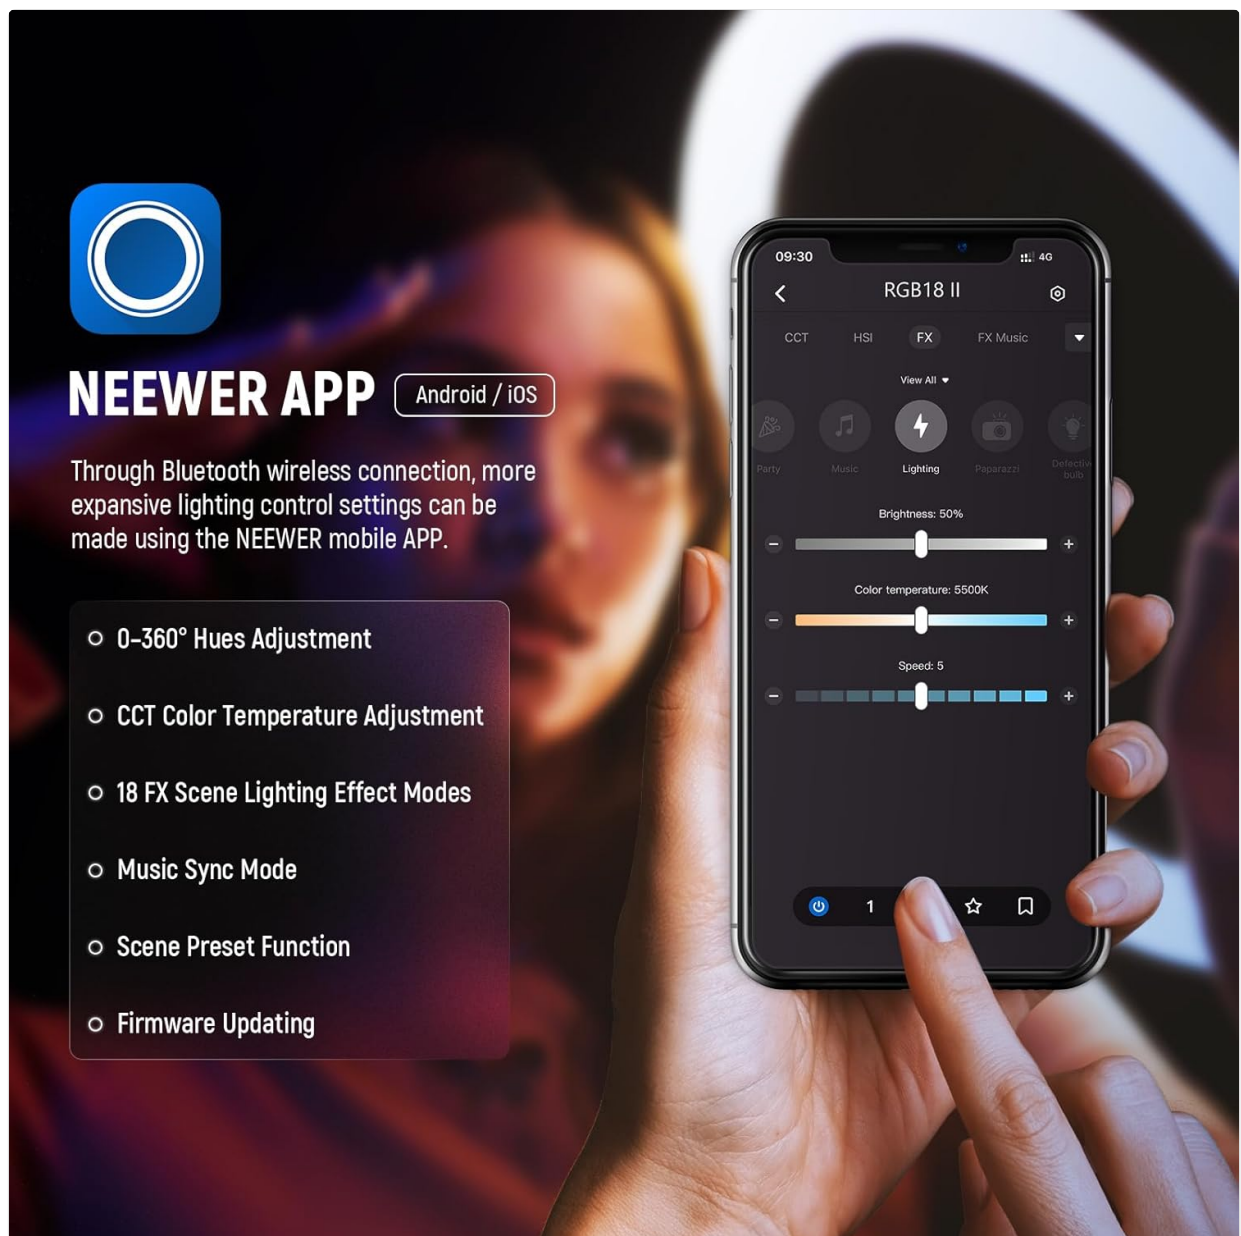 NEEWER APP
Android / iOS
Through Bluetooth wireless connection, more
expansive lighting control settings can be
made using the NEEWER mobile APP.
0-360° Hues Adjustment
CCT Color Temperature Adjustment
18 FX Scene Lighting Effect Modes
Music Sync Mode
Scene Preset Function
Firmware Updating
09:30
4G
RGB18 II
CCT HSI FX FX Music
View All
Party Music Lighting Paparazzi Defective
bulb
Brightness: 50%
Color temperature: 5500K
Speed: 5
1